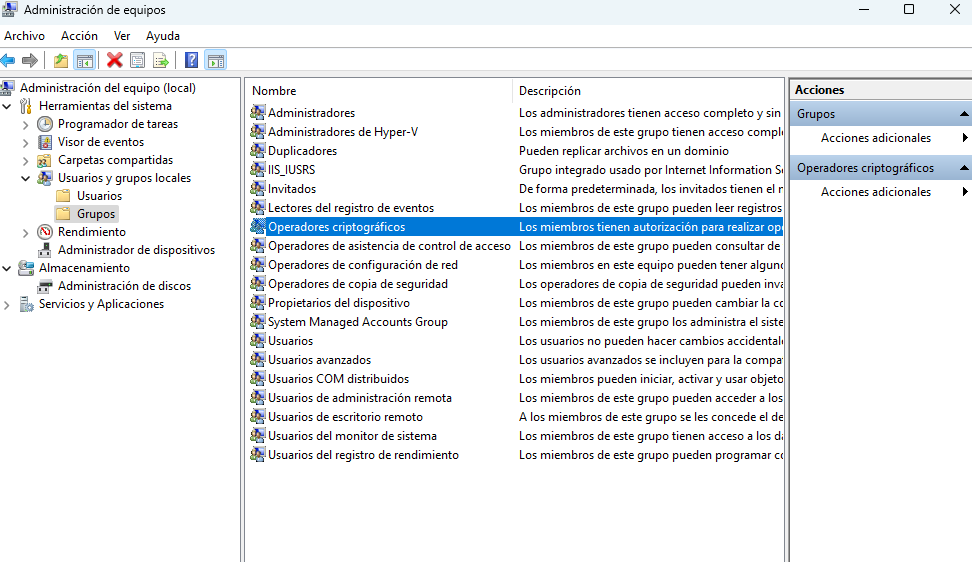 Administración de equipos
Archivo Acción Ver Ayuda
Administración del equipo (local)
Herramientas del sistema
Programador de tareas
Visor de eventos
Carpetas compartidas
Usuarios y grupos locales
Usuarios
Grupos
Rendimiento
Administrador de dispositivos
Almacenamiento
Administración de discos
Servicios y Aplicaciones
Nombre Descripción
Administradores Los administradores tienen acceso completo y sin
Administradores de Hyper-V Los miembros de este grupo tienen acceso comple
Duplicadores Pueden replicar archivos en un dominio
IIS_IUSRS Grupo integrado usado por Internet Information Se
Invitados De forma predeterminada, los invitados tienen el m
Lectores del registro de eventos Los miembros de este grupo pueden leer registros
Operadores criptográficos Los miembros tienen autorización para realizar ope
Operadores de asistencia de control de acceso Los miembros de este grupo pueden consultar de
Operadores de configuración de red Los miembros en este equipo pueden tener alguno
Operadores de copia de seguridad Los operadores de copia de seguridad pueden inva
Propietarios del dispositivo Los miembros de este grupo pueden cambiar la co
System Managed Accounts Group Los miembros de este grupo los administra el siste
Usuarios Los usuarios no pueden hacer cambios accidentale
Usuarios avanzados Los usuarios avanzados se incluyen para la compat
Usuarios COM distribuidos Los miembros pueden iniciar, activar y usar objeto
Usuarios de administración remota Los miembros de este grupo pueden acceder a los
Usuarios de escritorio remoto A los miembros de este grupo se les concede el de
Usuarios del monitor de sistema Los miembros de este grupo tienen acceso a los da
Usuarios del registro de rendimiento Los miembros de este grupo pueden programar co
Acciones
Grupos
Acciones adicionales
Operadores criptográficos
Acciones adicionales